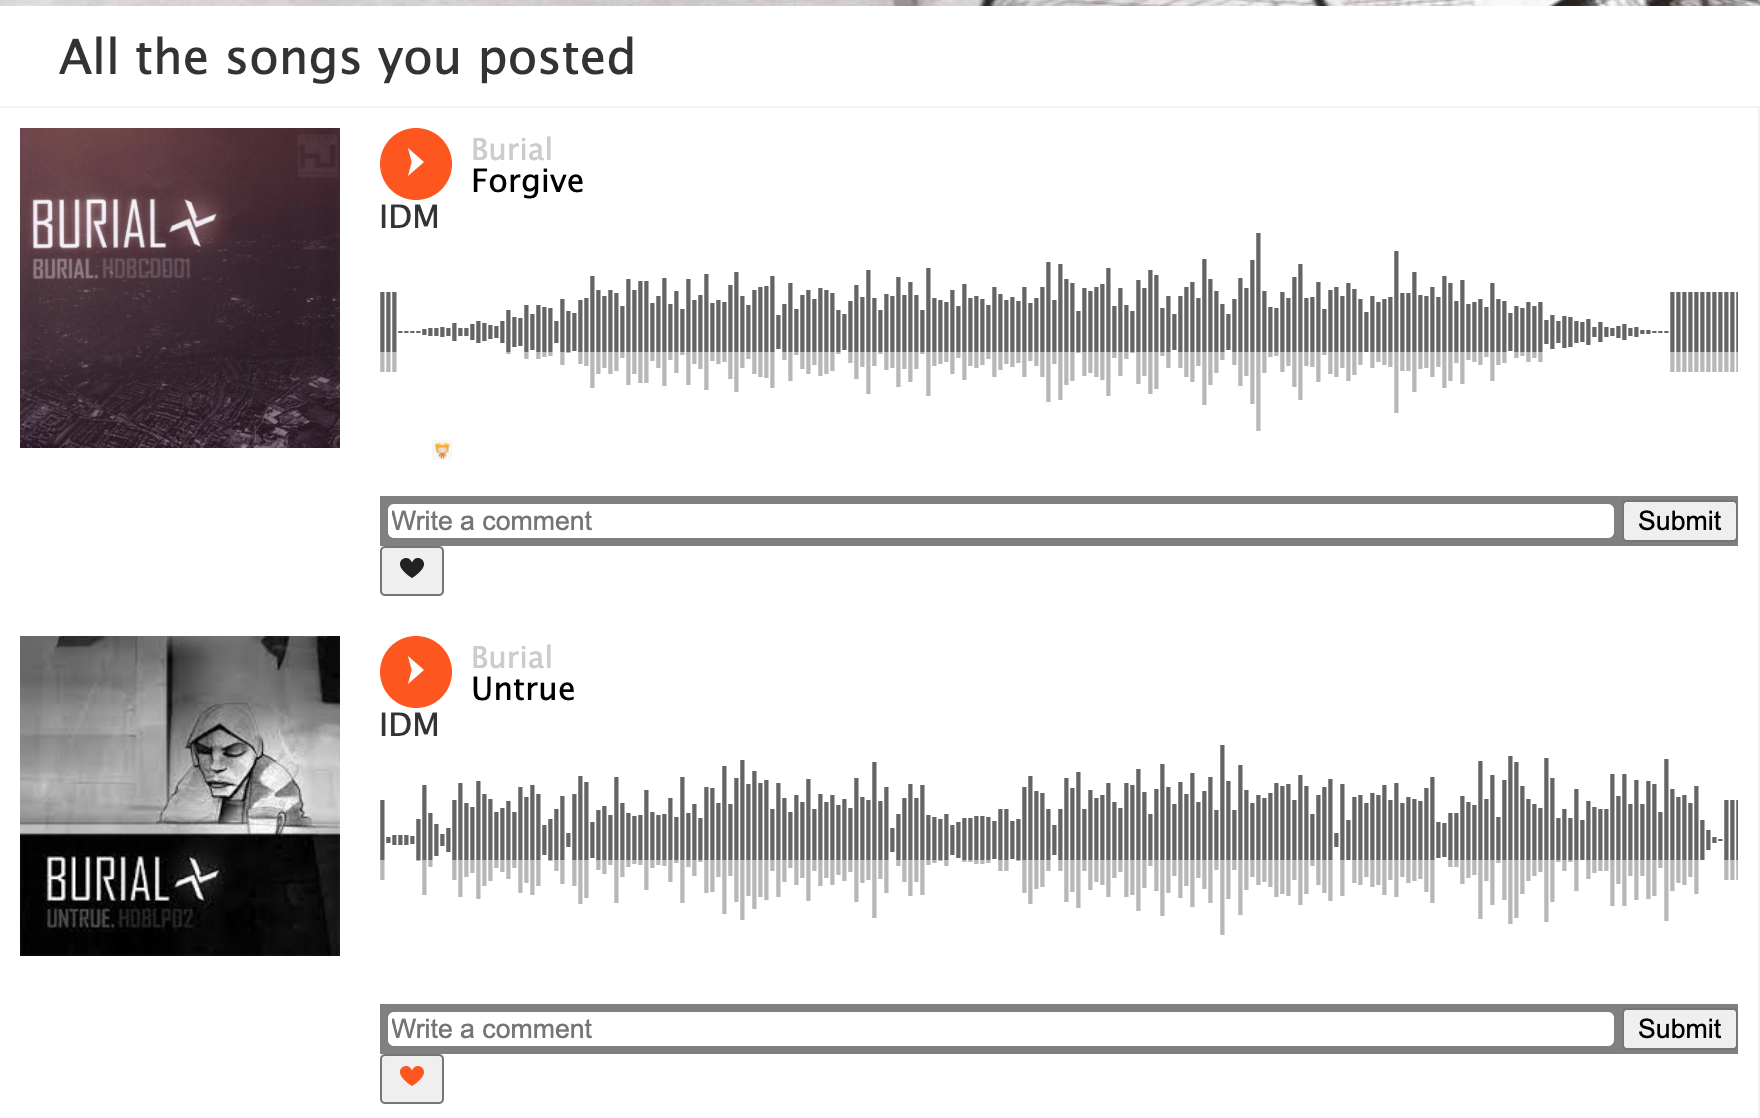 All the songs you posted
BURIAL
BURIAL. HDBCD001
Burial
Forgive
IDM
Write a comment
Submit
BURIAL
UNTRUE. HDBLP02
Burial
Untrue
IDM
Write a comment
Submit